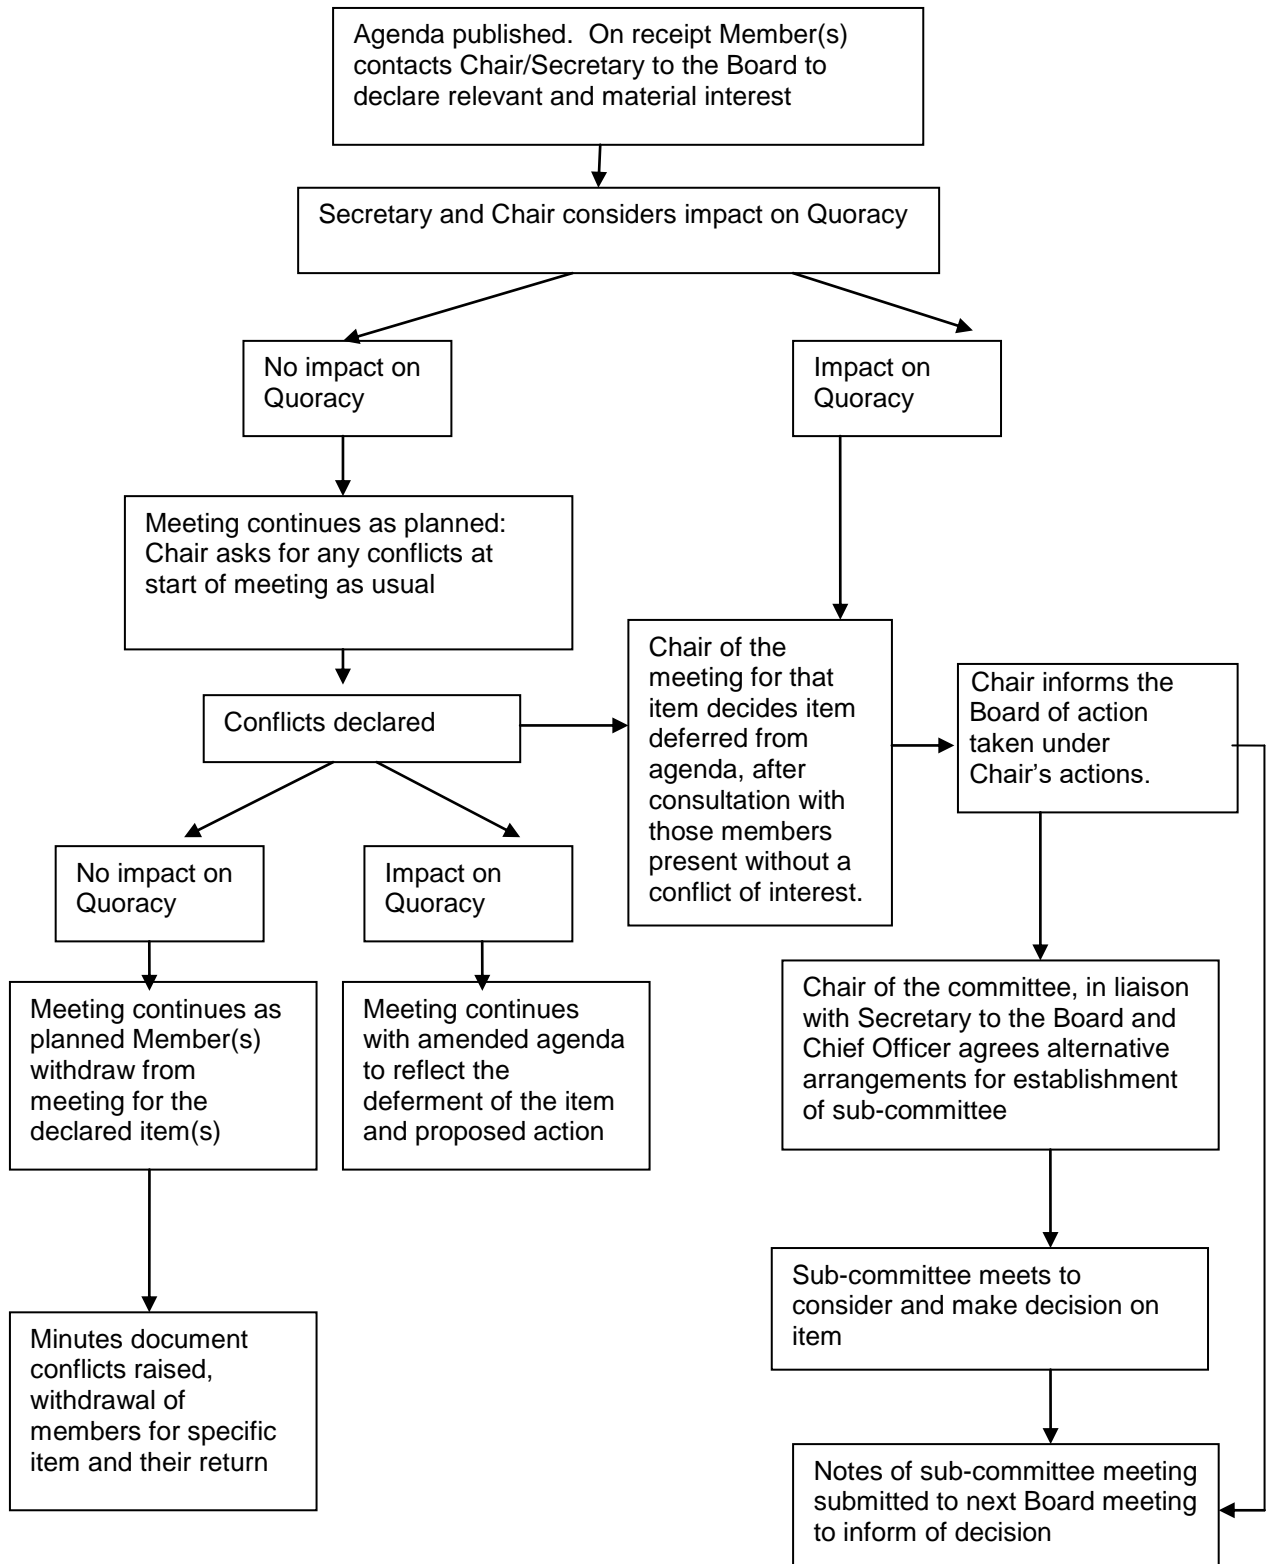 Agenda published.  On receipt Member(s)
contacts Chair/Secretary to the Board to
declare relevant and material interest
Secretary and Chair considers impact on Quoracy
No impact on
Quoracy
Impact on
Quoracy
Meeting continues as planned:
Chair asks for any conflicts at
start of meeting as usual
Chair of the
meeting for that
item decides item
deferred from
agenda, after
consultation with
those members
present without a
conflict of interest.
Chair informs the
Board of action
taken under
Chair’s actions.
Conflicts declared
No impact on
Quoracy
Impact on
Quoracy
Meeting continues as
planned Member(s)
withdraw from
meeting for the
declared item(s)
Meeting continues
with amended agenda
to reflect the
deferment of the item
and proposed action
Chair of the committee, in liaison
with Secretary to the Board and
Chief Officer agrees alternative
arrangements for establishment
of sub-committee
Sub-committee meets to
consider and make decision on
item
Minutes document
conflicts raised,
withdrawal of
members for specific
item and their return
Notes of sub-committee meeting
submitted to next Board meeting
to inform of decision